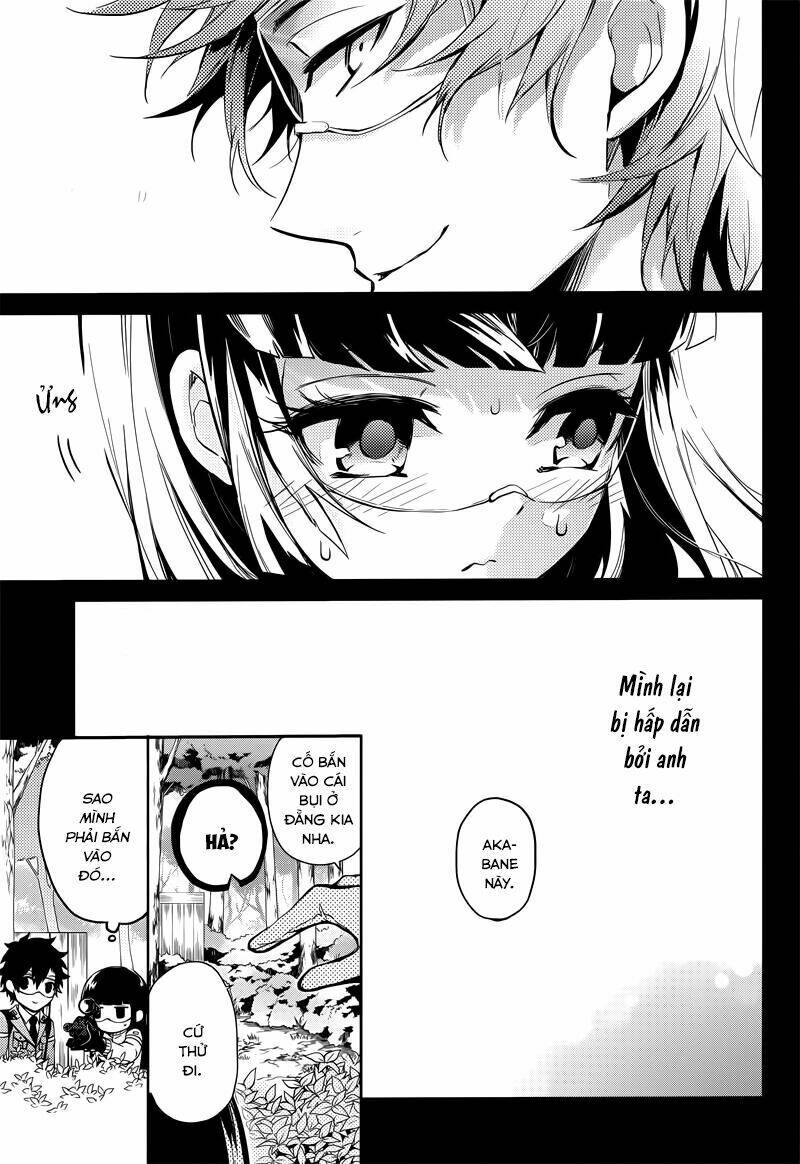 Ửng
Mình lại
bị hấp dẫn
bởi anh
ta...
AKA-
BANE
NÀY.
CỐ BẮN
VÀO CÁI
BỤI Ở
ĐẰNG KIA
NHA.
HẢ?
CỨ
THỬ
ĐI.
SAO
MÌNH
PHẢI BẮN
VÀO
ĐÓ...